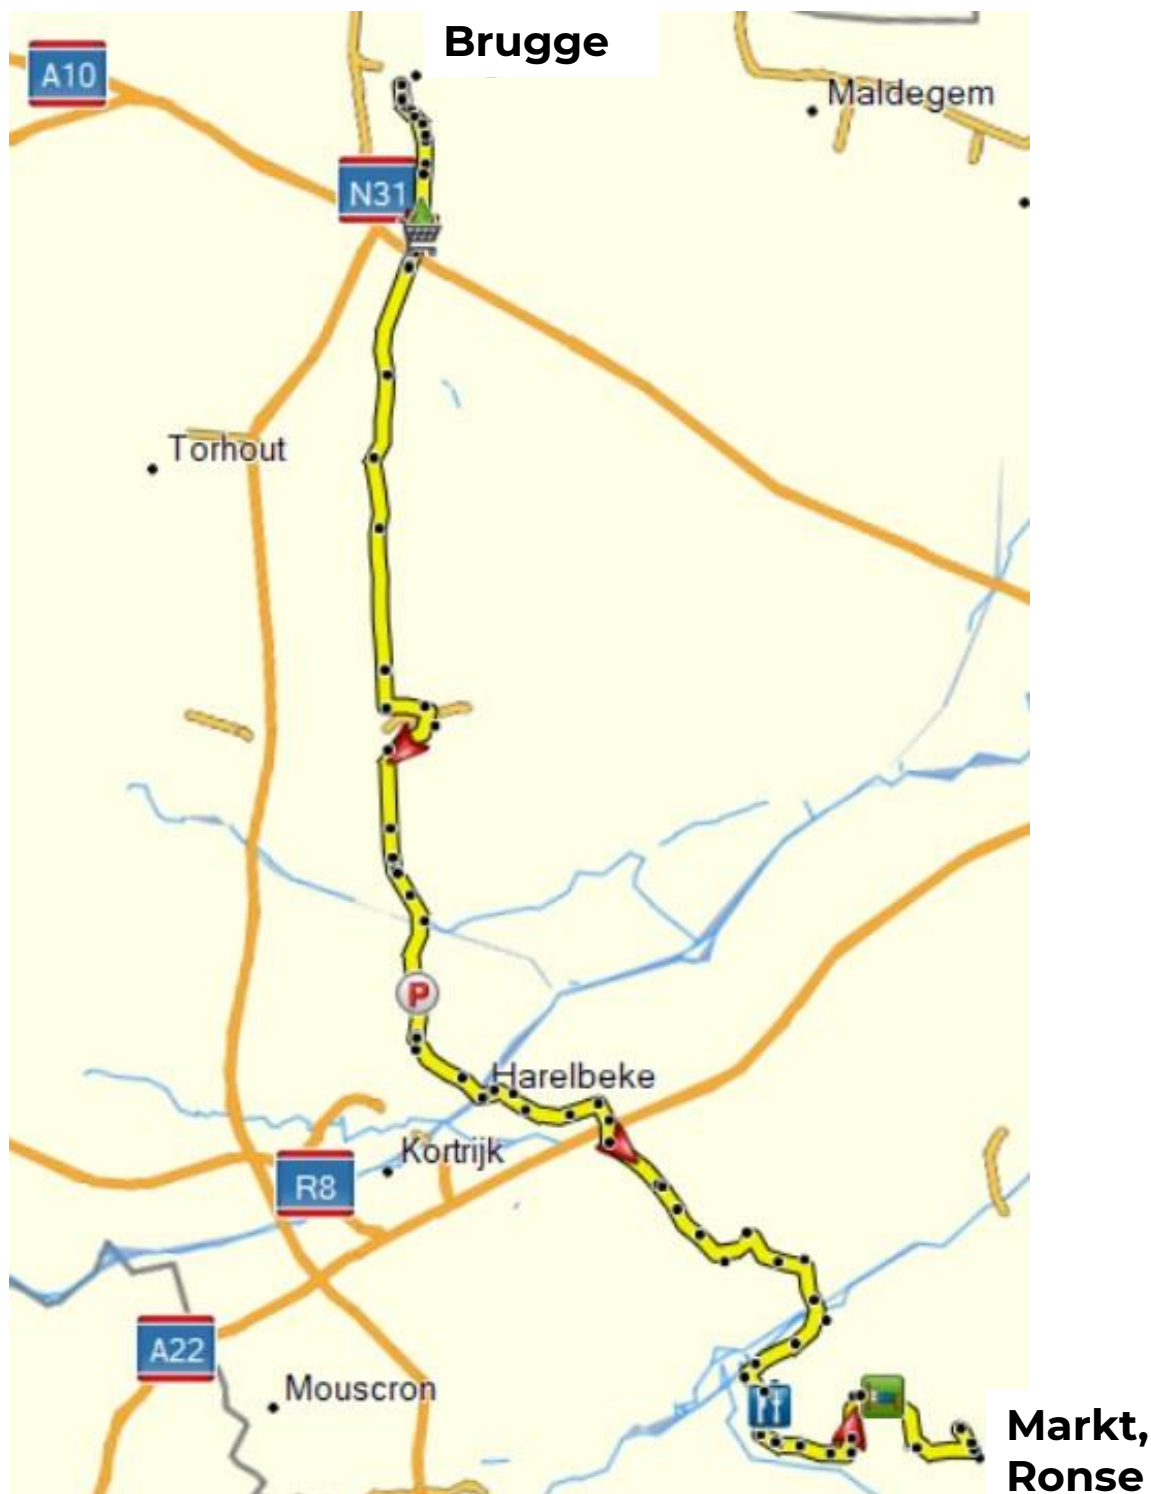 Brugge
A10
Maldegem
N31
Torhout
P
Harelbeke
Kortrijk
R8
A22
Mouscron
Markt,
Ronse